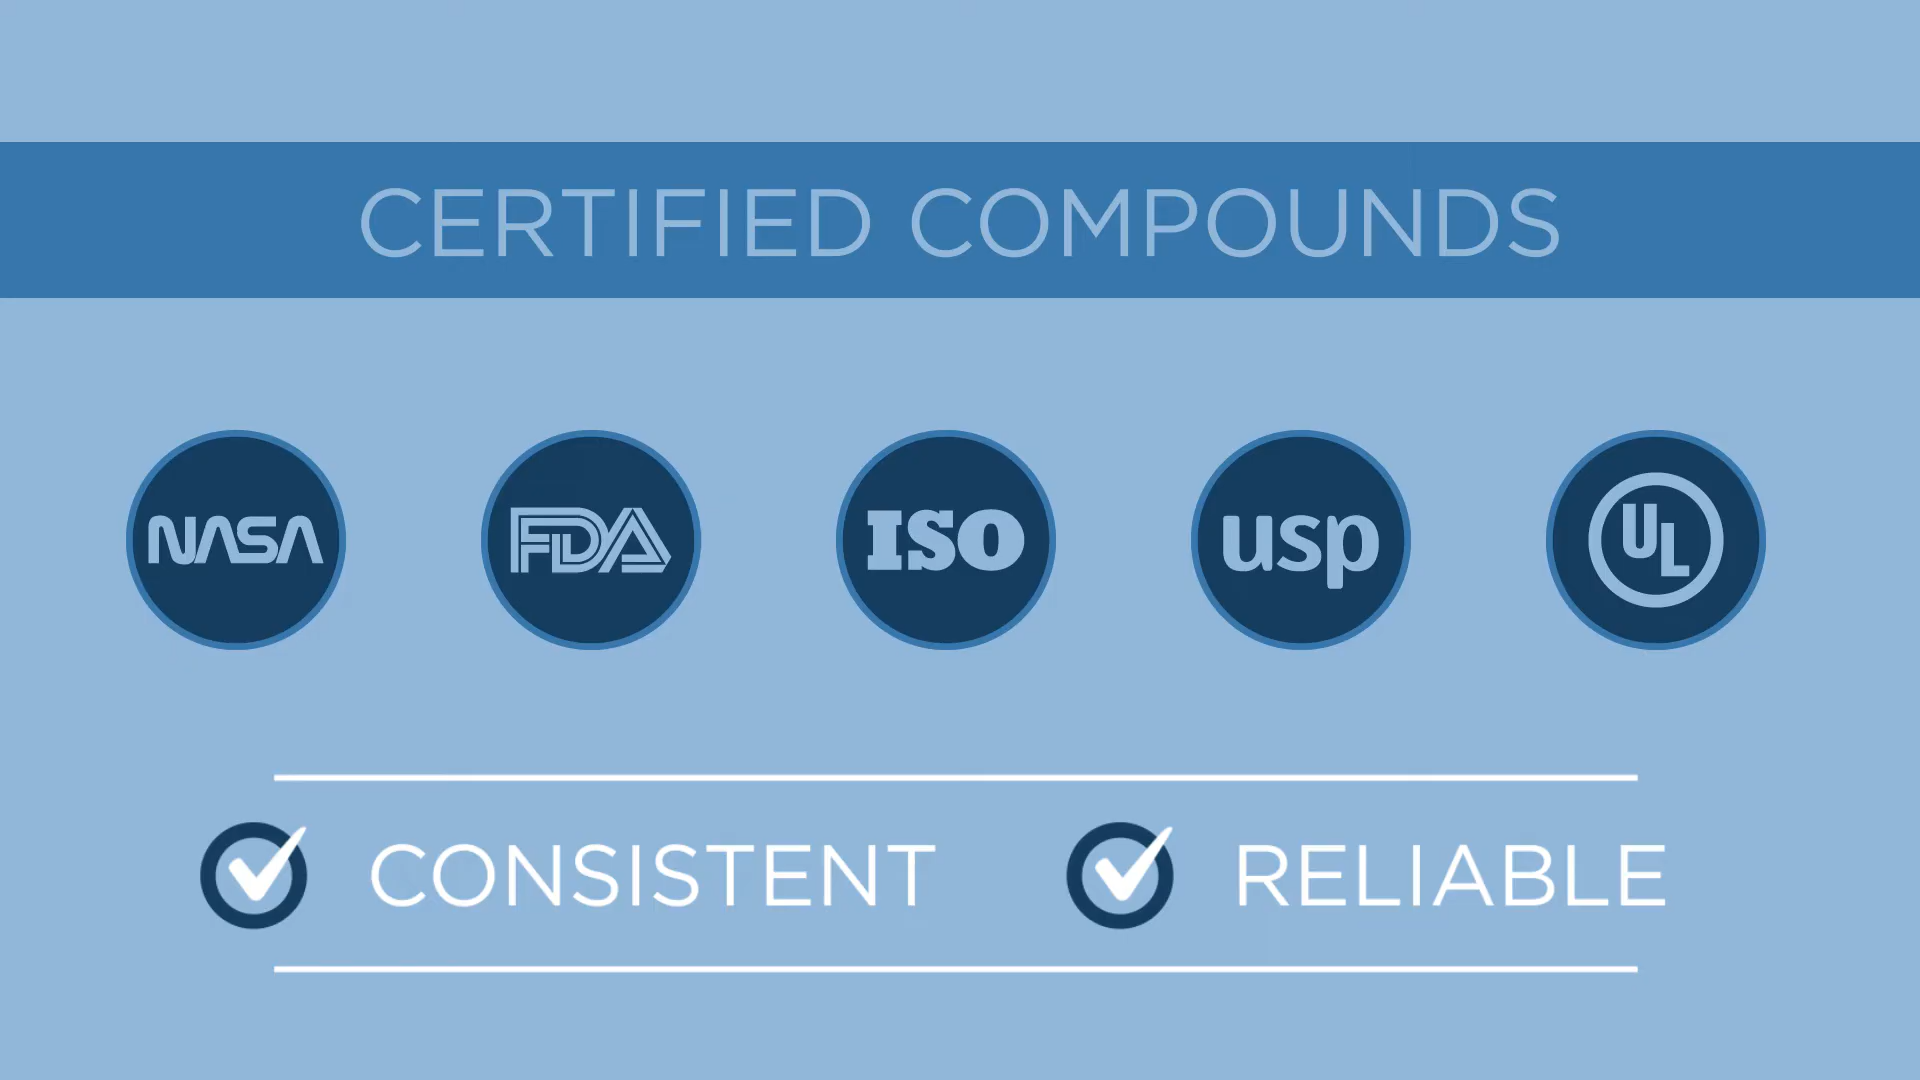 CERTIFIED COMPOUNDS
NASA FDA ISO usp UL
CONSISTENT RELIABLE